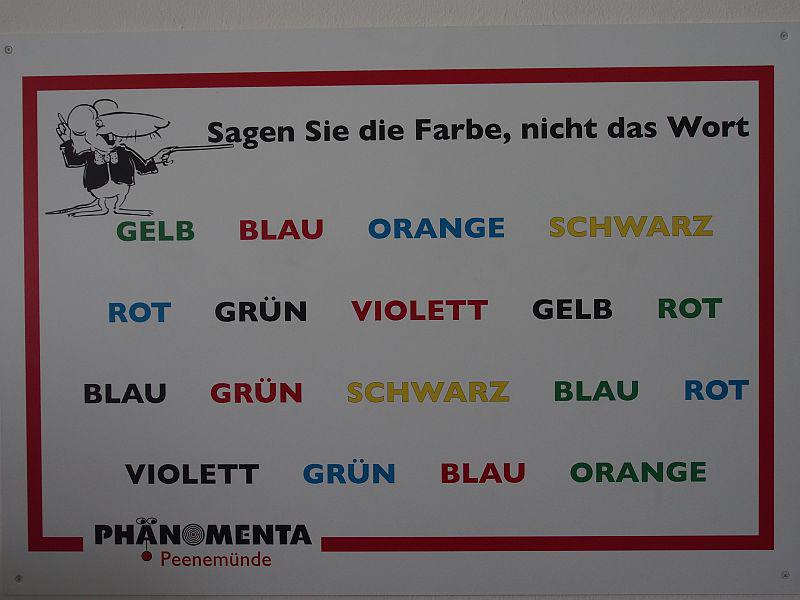 Sagen Sie die Farbe, nicht das Wort
GELB BLAU ORANGE SCHWARZ
ROT GRÜN VIOLETT GELB ROT
BLAU GRÜN SCHWARZ BLAU ROT
VIOLETT GRÜN BLAU ORANGE
PHÄNOMENTA
Peenemünde